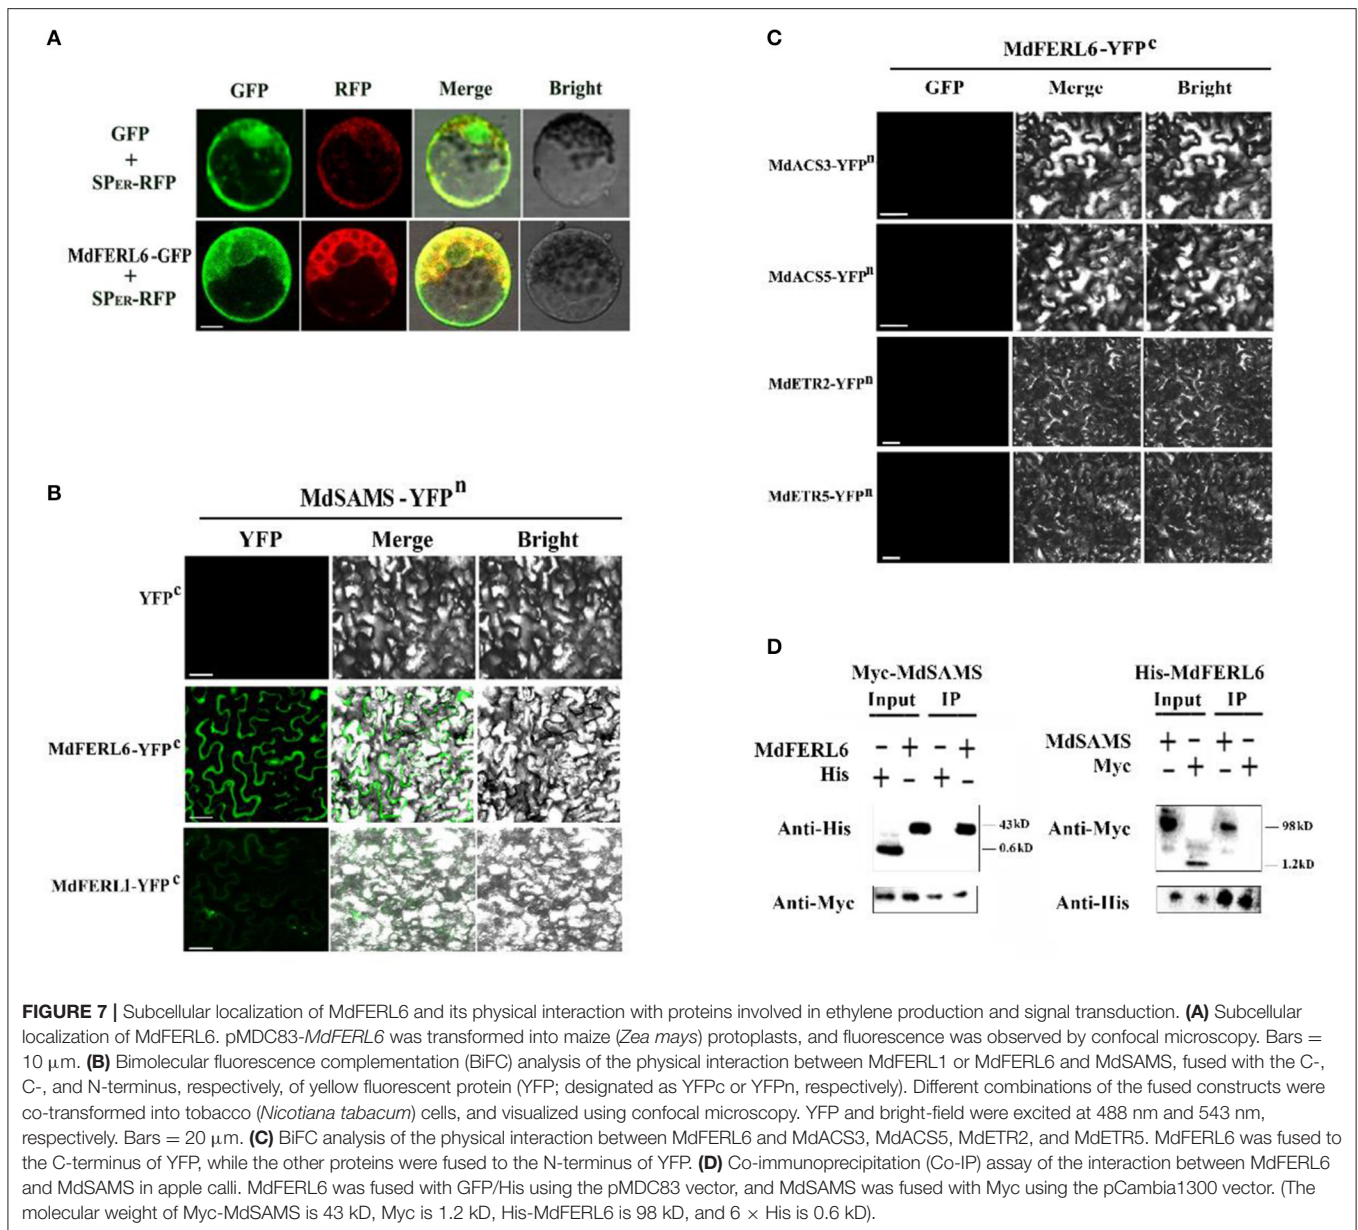 A
GFP RFP Merge Bright
GFP
+
SPER-RFP
MdFERL6-GFP
+
SPER-RFP
B
MdSAMS-YFPn
YFP Merge Bright
YFPc
MdFERL6-YFPc
MdFERL1-YFPc
C
MdFERL6-YFPc
GFP Merge Bright
MdACS3-YFPn
MdACS5-YFPn
MdETR2-YFPn
MdETR5-YFPn
D
Myc-MdSAMS
Input IP
MdFERL6 - + - +
His + - + -
Anti-His 43kD
0.6kD
Anti-Myc
His-MdFERL6
Input IP
MdSAMS + - + -
Myc - + - +
Anti-Myc 98kD
1.2kD
Anti-His
FIGURE 7 | Subcellular localization of MdFERL6 and its physical interaction with proteins involved in ethylene production and signal transduction. (A) Subcellular
localization of MdFERL6. pMDC83-MdFERL6 was transformed into maize (Zea mays) protoplasts, and fluorescence was observed by confocal microscopy. Bars =
10 μm. (B) Bimolecular fluorescence complementation (BiFC) analysis of the physical interaction between MdFERL1 or MdFERL6 and MdSAMS, fused with the C-,
C-, and N-terminus, respectively, of yellow fluorescent protein (YFP; designated as YFPc or YFPn, respectively). Different combinations of the fused constructs were
co-transformed into tobacco (Nicotiana tabacum) cells, and visualized using confocal microscopy. YFP and bright-field were excited at 488 nm and 543 nm,
respectively. Bars = 20 μm. (C) BiFC analysis of the physical interaction between MdFERL6 and MdACS3, MdACS5, MdETR2, and MdETR5. MdFERL6 was fused to
the C-terminus of YFP, while the other proteins were fused to the N-terminus of YFP. (D) Co-immunoprecipitation (Co-IP) assay of the interaction between MdFERL6
and MdSAMS in apple calli. MdFERL6 was fused with GFP/His using the pMDC83 vector, and MdSAMS was fused with Myc using the pCambia1300 vector. (The
molecular weight of Myc-MdSAMS is 43 kD, Myc is 1.2 kD, His-MdFERL6 is 98 kD, and 6 × His is 0.6 kD).